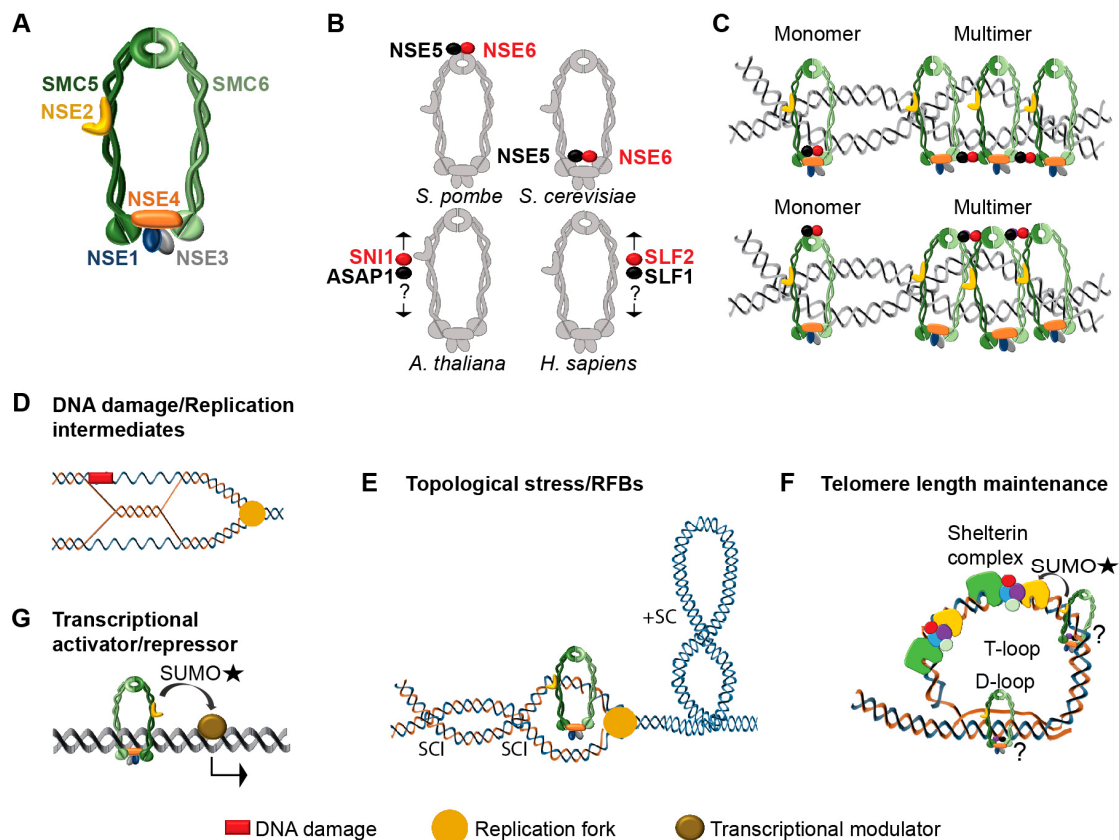 A
SMC5
SMC6
NSE2
NSE4
NSE1
NSE3
B
NSE5
NSE6
NSE5
NSE6
S. pombe
S. cerevisiae
SNI1
ASAP1
?
SLF2
SLF1
?
A. thaliana
H. sapiens
C
Monomer
Multimer
Monomer
Multimer
D
DNA damage/Replication
intermediates
E
Topological stress/RFBs
+SC
SCI
SCI
F
Telomere length maintenance
Shelterin
complex
SUMO★
?
T-loop
D-loop
?
G
Transcriptional
activator/repressor
SUMO★
DNA damage
Replication fork
Transcriptional modulator